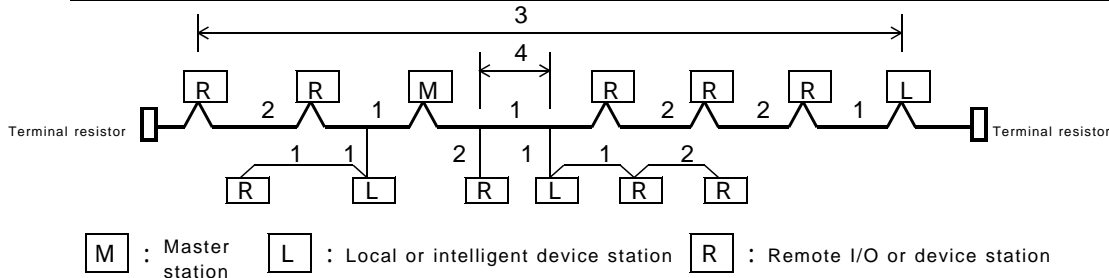 3
4
R R M R R R L
2 1 1 2 2 1
Terminal resistor Terminal resistor
1 1 2 1 1 2
R L R L R R
M : Master station L : Local or intelligent device station R : Remote I/O or device station